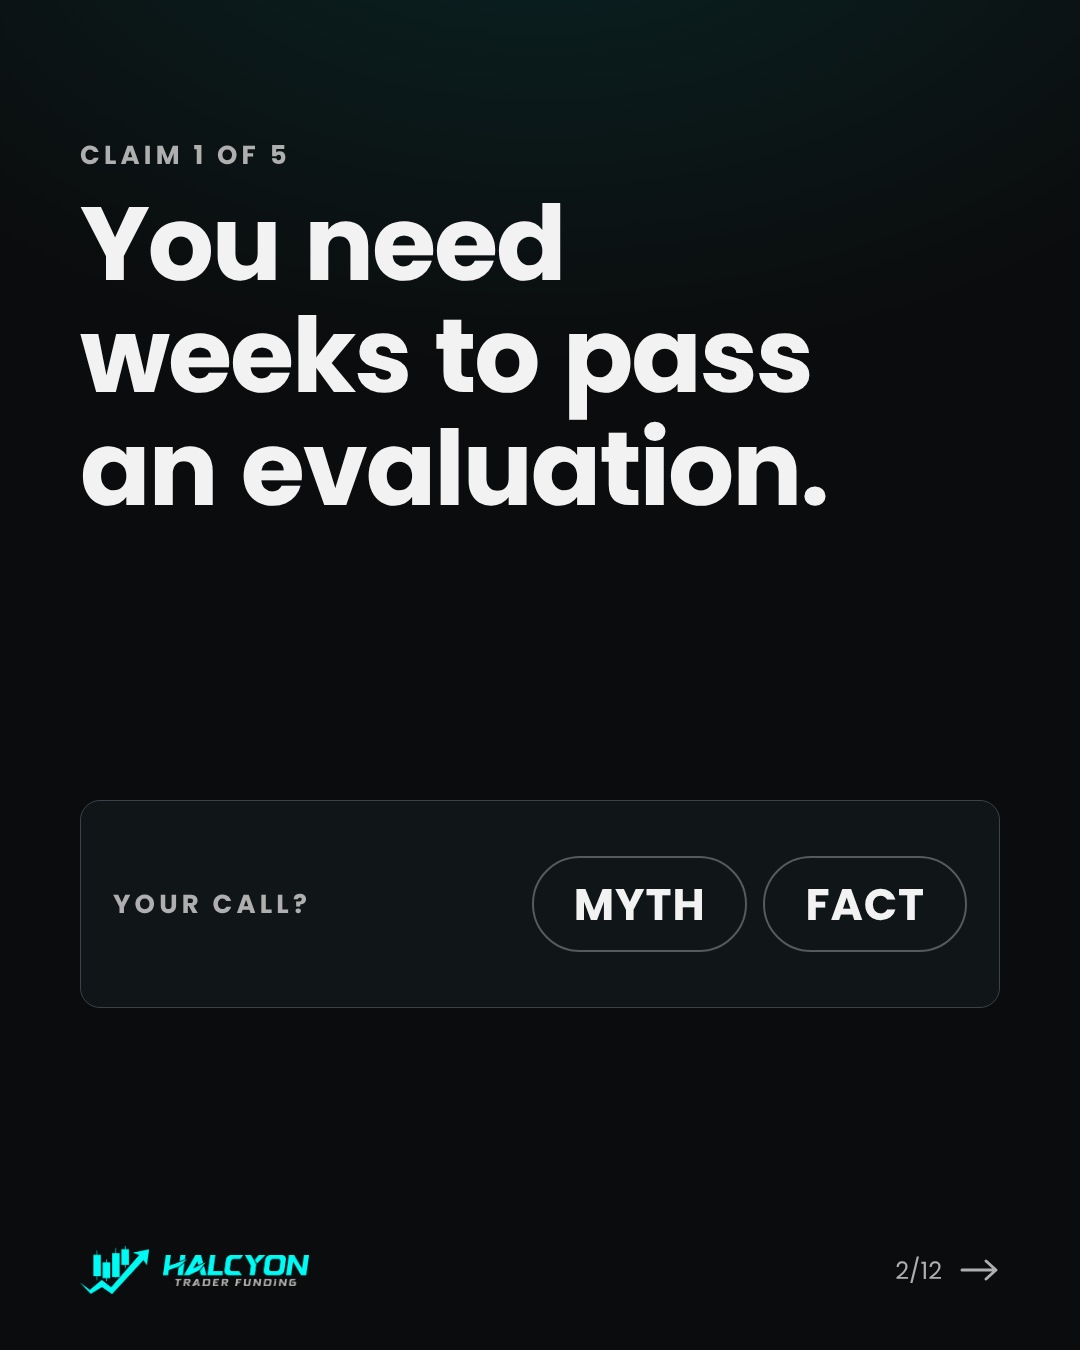 CLAIM 1 OF 5
You need
weeks to pass
an evaluation.
YOUR CALL?
MYTH
FACT
HALCYON
TRADER FUNDING
2/12